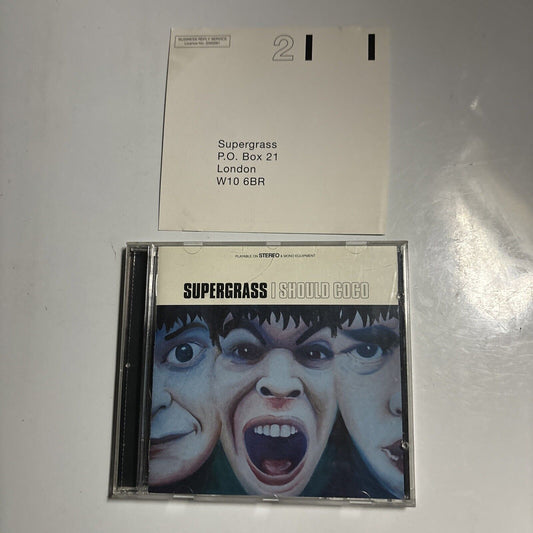 BUSINESS REPLY SERVICE
2
Supergrass
P.O. Box 21
London
W10 6BR
PLAYABLE ON STEREO & MONO EQUIPMENT
SUPERGRASS I SHOULD COCO